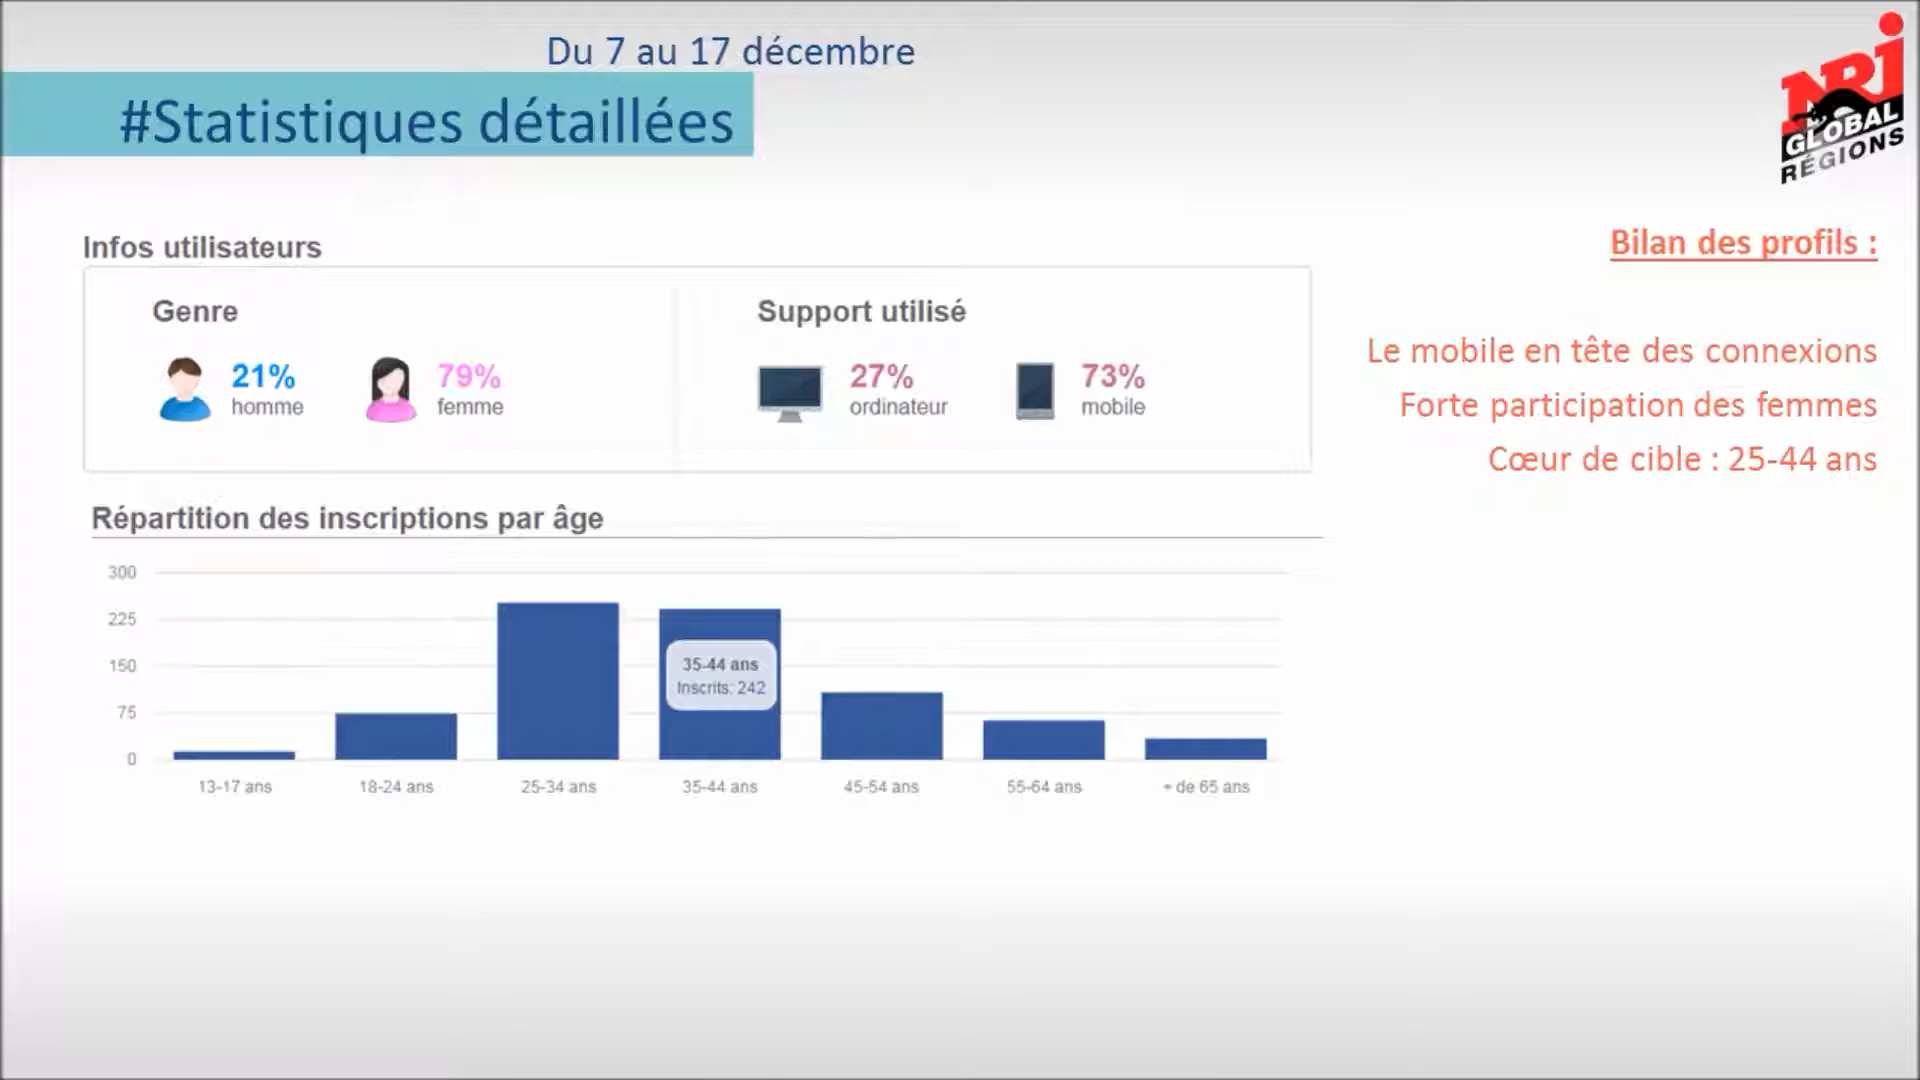 Du 7 au 17 décembre
#Statistiques détaillées
NRJ
GLOBAL
RÉGIONS
Infos utilisateurs
Genre
21%
homme
79%
femme
Support utilisé
27%
ordinateur
73%
mobile
Bilan des profils :
Le mobile en tête des connexions
Forte participation des femmes
Cœur de cible : 25-44 ans
Répartition des inscriptions par âge
300
225
150
75
0
35-44 ans
Inscrits: 242
13-17 ans
18-24 ans
25-34 ans
35-44 ans
45-54 ans
55-64 ans
+ de 65 ans